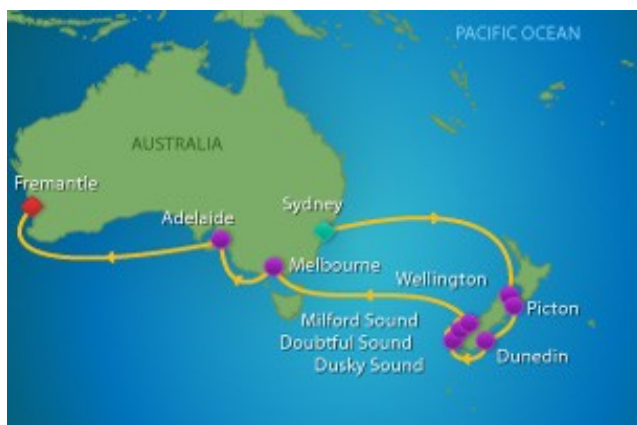 PACIFIC OCEAN
AUSTRALIA
Fremantle
Sydney
Adelaide
Melbourne
Wellington
Picton
Milford Sound
Doubtful Sound
Dunedin
Dusky Sound